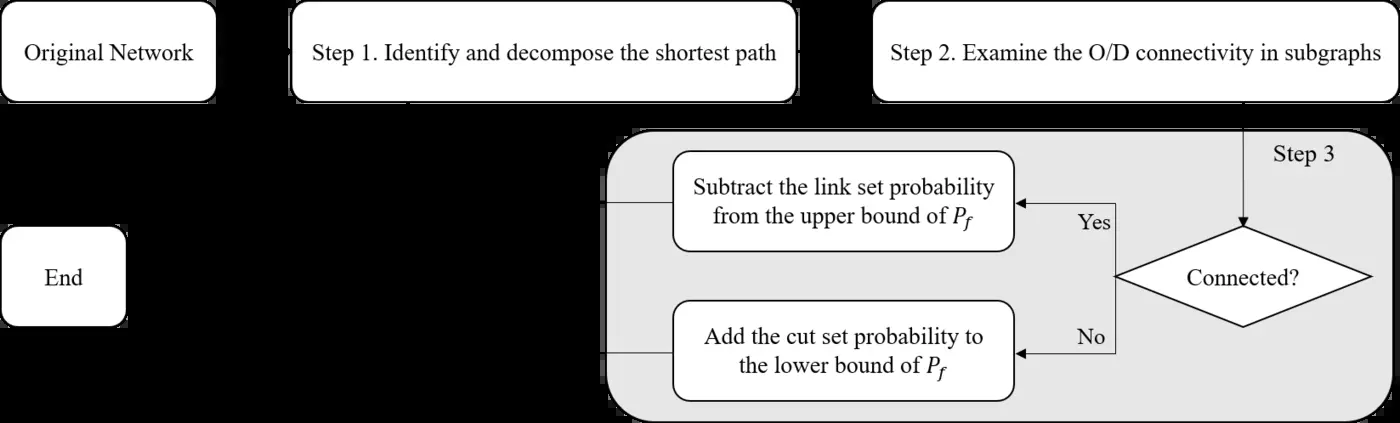 Original Network
Step 1. Identify and decompose the shortest path
Step 2. Examine the O/D connectivity in subgraphs
Step 3
Subtract the link set probability
from the upper bound of P_f
Yes
End
Connected?
No
Add the cut set probability to
the lower bound of P_f